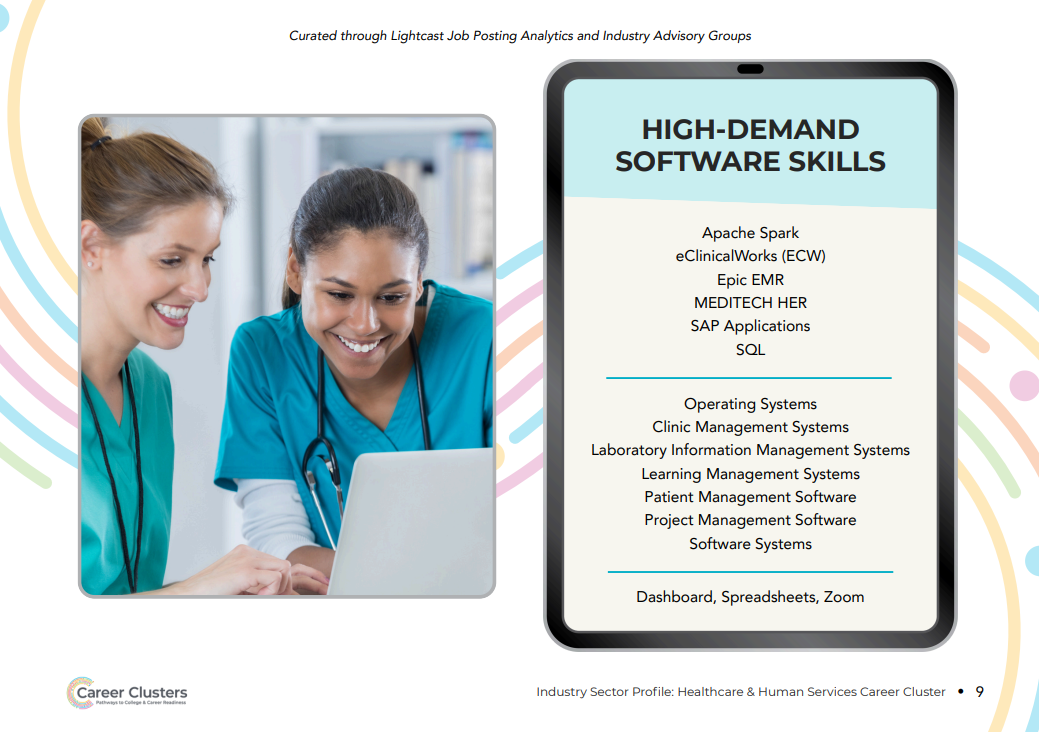 Curated through Lightcast Job Posting Analytics and Industry Advisory Groups
HIGH-DEMAND
SOFTWARE SKILLS
Apache Spark
eClinicalWorks (ECW)
Epic EMR
MEDITECH HER
SAP Applications
SQL
Operating Systems
Clinic Management Systems
Laboratory Information Management Systems
Learning Management Systems
Patient Management Software
Project Management Software
Software Systems
Dashboard, Spreadsheets, Zoom
Career Clusters
Pathways to College & Career Readiness
Industry Sector Profile: Healthcare & Human Services Career Cluster • 9